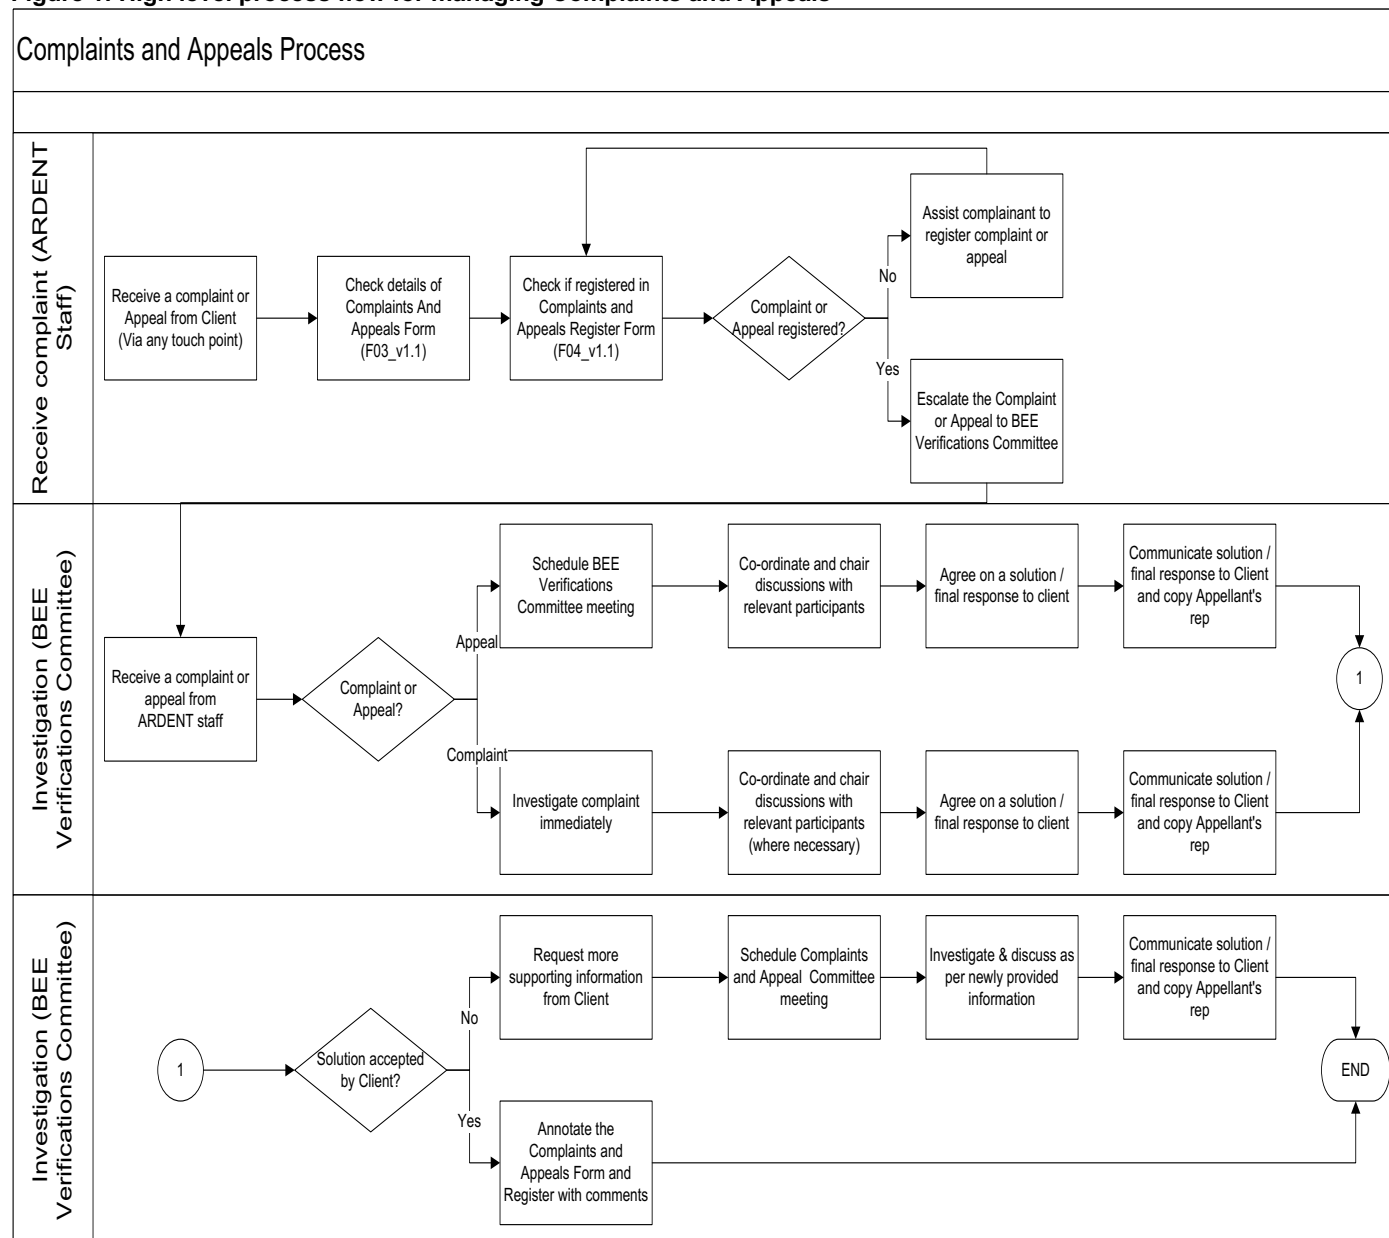 Figure 1: High level process flow for managing Complaints and Appeals
Complaints and Appeals Process
Receive complaint (ARDENT
Staff)
Receive a complaint or
Appeal from Client
(Via any touch point)
Check details of
Complaints And
Appeals Form
(F03_v1.1)
Check if registered in
Complaints and
Appeals Register Form
(F04_v1.1)
Complaint or
Appeal registered?
No
Yes
Assist complainant to
register complaint or
appeal
Escalate the Complaint
or Appeal to BEE
Verifications Committee
Investigation (BEE
Verifications Committee)
Receive a complaint or
appeal from
ARDENT staff
Complaint or
Appeal?
Appeal
Complaint
Schedule BEE
Verifications
Committee meeting
Co-ordinate and chair
discussions with
relevant participants
Agree on a solution /
final response to client
Communicate solution /
final response to Client
and copy Appellant's
rep
Investigate complaint
immediately
Co-ordinate and chair
discussions with
relevant participants
(where necessary)
Agree on a solution /
final response to client
Communicate solution /
final response to Client
and copy Appellant's
rep
1
Investigation (BEE
Verifications Committee)
1
Solution accepted
by Client?
No
Yes
Request more
supporting information
from Client
Schedule Complaints
and Appeal Committee
meeting
Investigate & discuss as
per newly provided
information
Communicate solution /
final response to Client
and copy Appellant's
rep
Annotate the
Complaints and
Appeals Form and
Register with comments
END